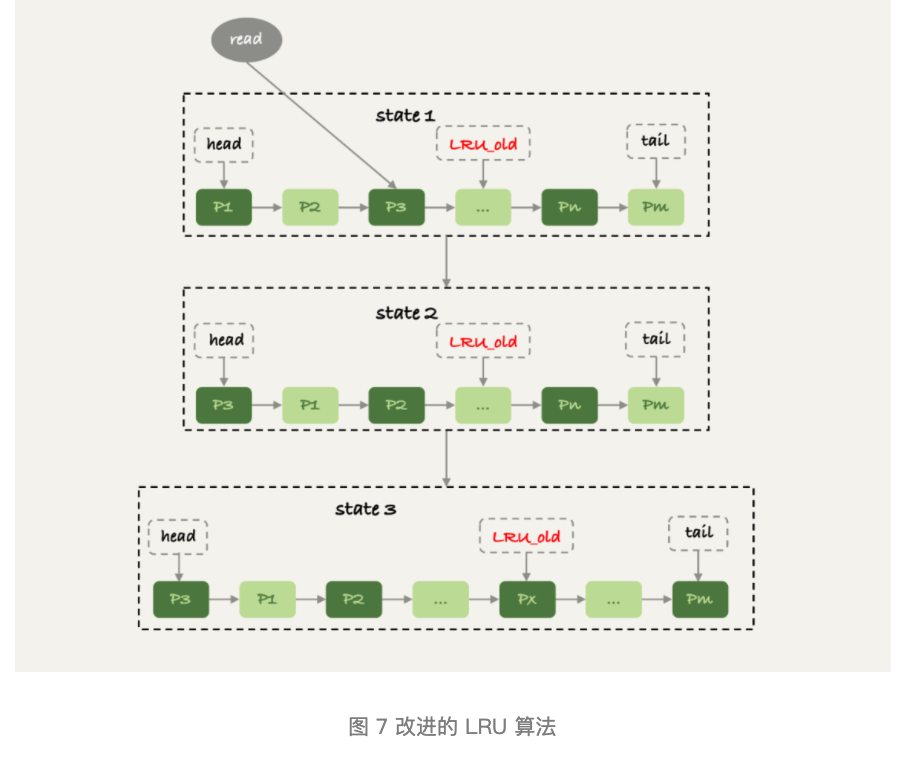 read
state 1
head
LRU_old
tail
P1
P2
P3
...
Pn
Pm
state 2
head
LRU_old
tail
P3
P1
P2
...
Pn
Pm
state 3
head
LRU_old
tail
P3
P1
P2
...
Px
...
Pm
图 7 改进的 LRU 算法